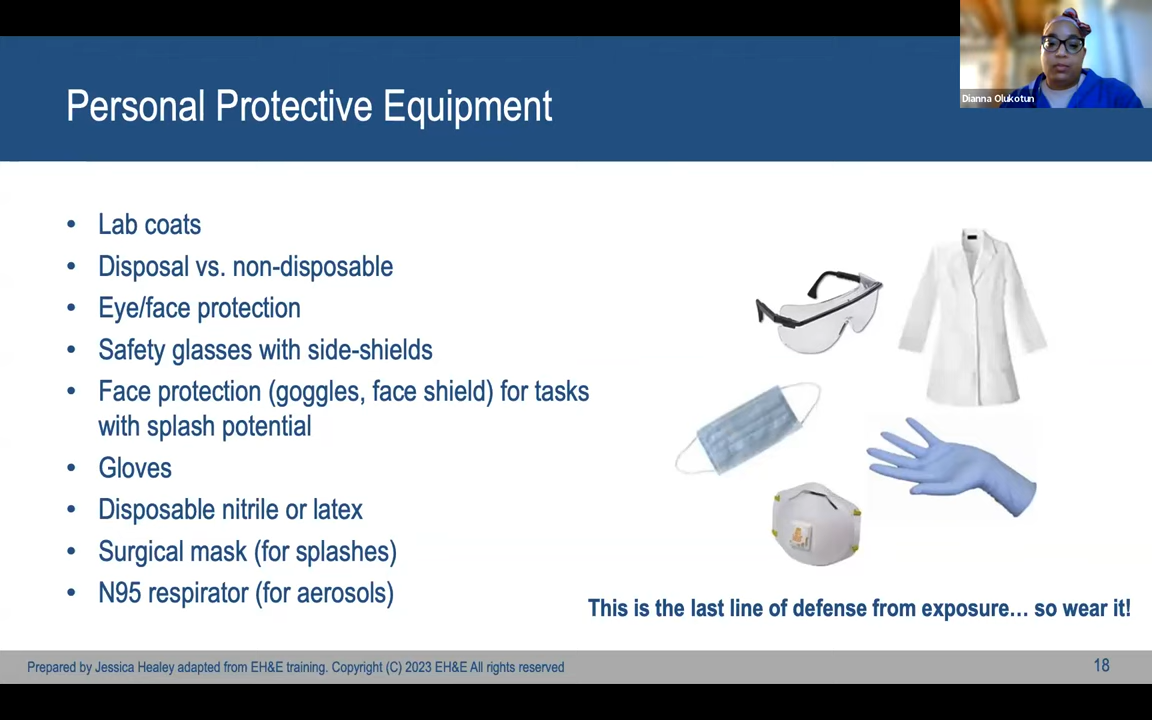 Personal Protective Equipment
Dianna Olukotun
• Lab coats
• Disposal vs. non-disposable
• Eye/face protection
• Safety glasses with side-shields
• Face protection (goggles, face shield) for tasks
with splash potential
• Gloves
• Disposable nitrile or latex
• Surgical mask (for splashes)
• N95 respirator (for aerosols)
This is the last line of defense from exposure... so wear it!
Prepared by Jessica Healey adapted from EH&E training. Copyright (C) 2023 EH&E All rights reserved
18